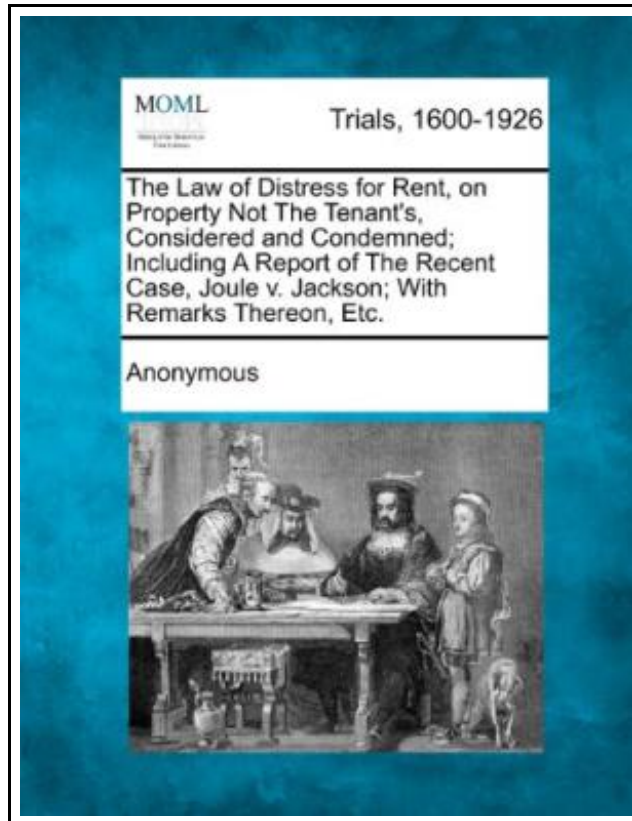 MOML
Trials, 1600-1926
The Law of Distress for Rent, on
Property Not The Tenant's,
Considered and Condemned;
Including A Report of The Recent
Case, Joule v. Jackson; With
Remarks Thereon, Etc.
Anonymous